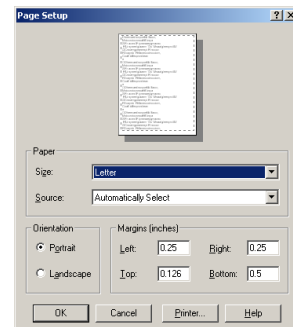 Page Setup
Paper
Size: Letter
Source: Automatically Select
Orientation
Portrait
Landscape
Margins (inches)
Left: 0.25 Right: 0.25
Top: 0.126 Bottom: 0.5
OK Cancel Printer... Help